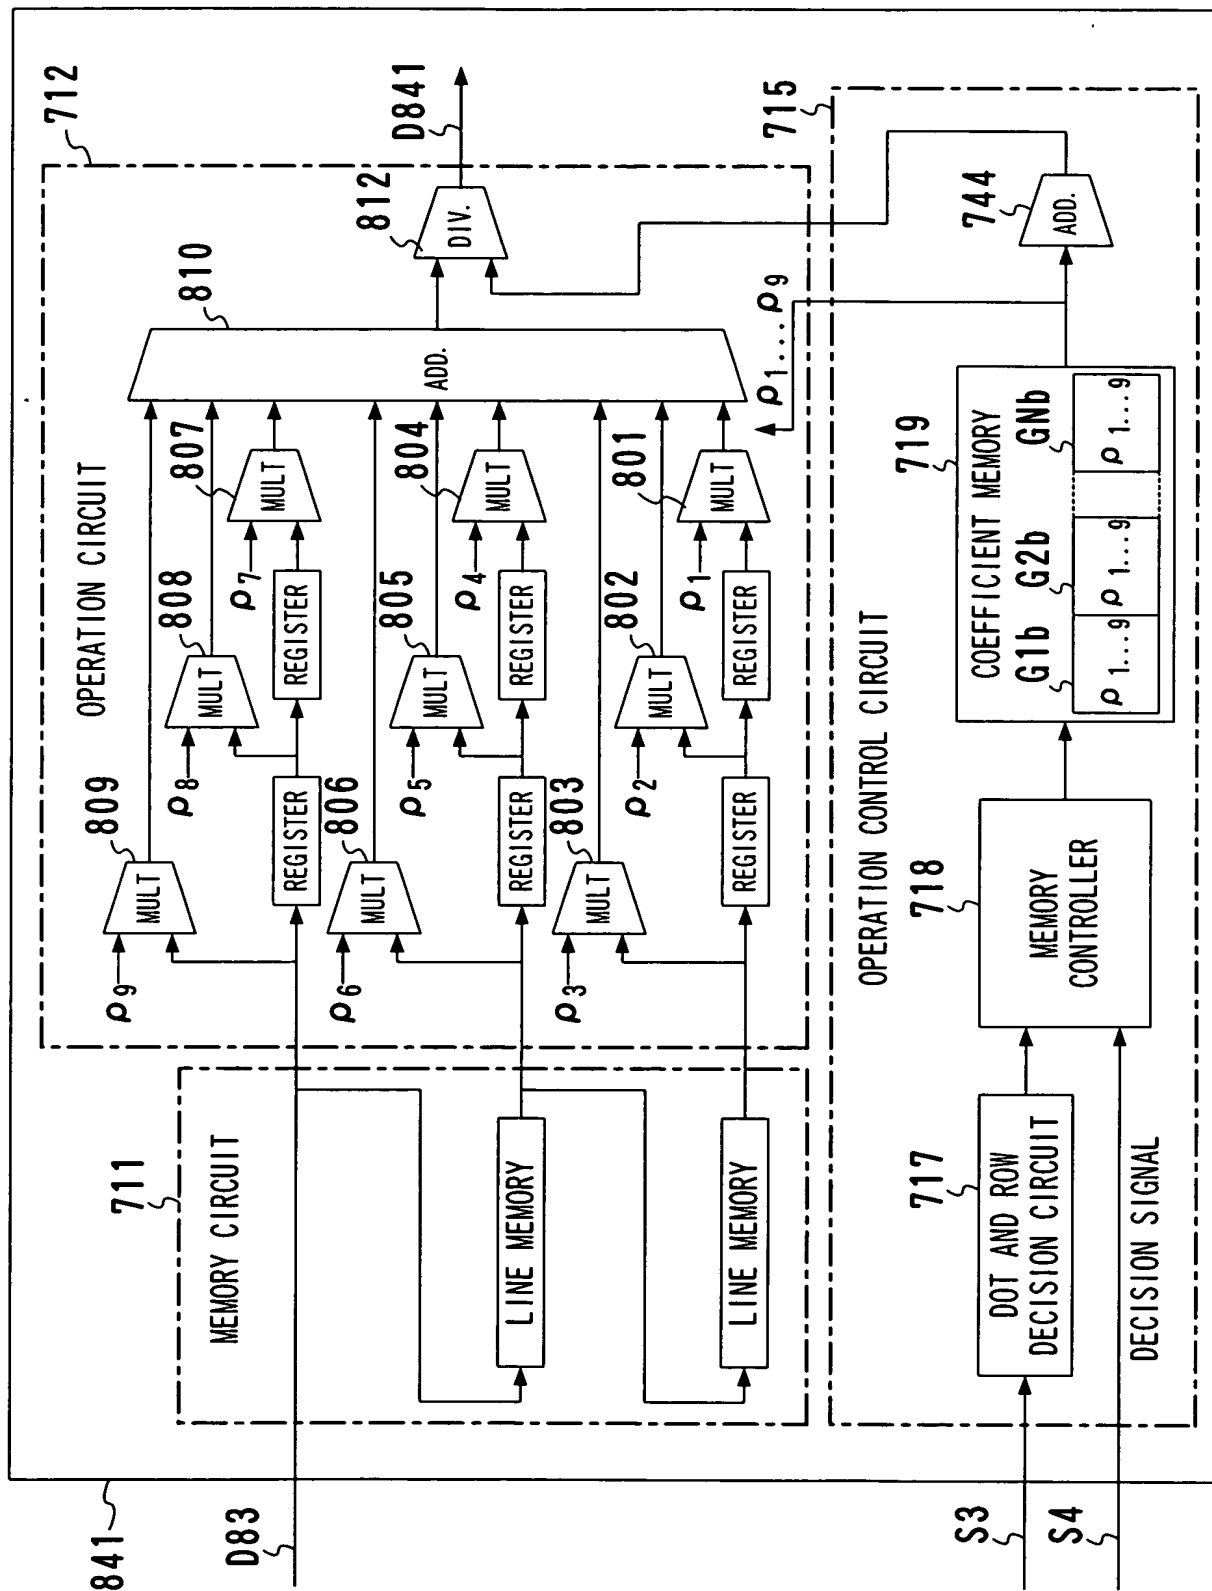 841
D83
711
MEMORY CIRCUIT
LINE MEMORY
LINE MEMORY
712
OPERATION CIRCUIT
ρ9
809
MULT
ρ8
808
MULT
ρ7
807
MULT
REGISTER
REGISTER
ρ6
806
MULT
ρ5
805
MULT
ρ4
804
MULT
REGISTER
REGISTER
ρ3
803
MULT
ρ2
802
MULT
ρ1
801
MULT
REGISTER
REGISTER
810
ADD.
812
DIV.
D841
ρ1...ρ9
715
OPERATION CONTROL CIRCUIT
S3
S4
717
DOT AND ROW
DECISION CIRCUIT
DECISION SIGNAL
718
MEMORY
CONTROLLER
719
COEFFICIENT MEMORY
G1b G2b GNb
ρ1...9 ρ1...9 ρ1...9
744
ADD.